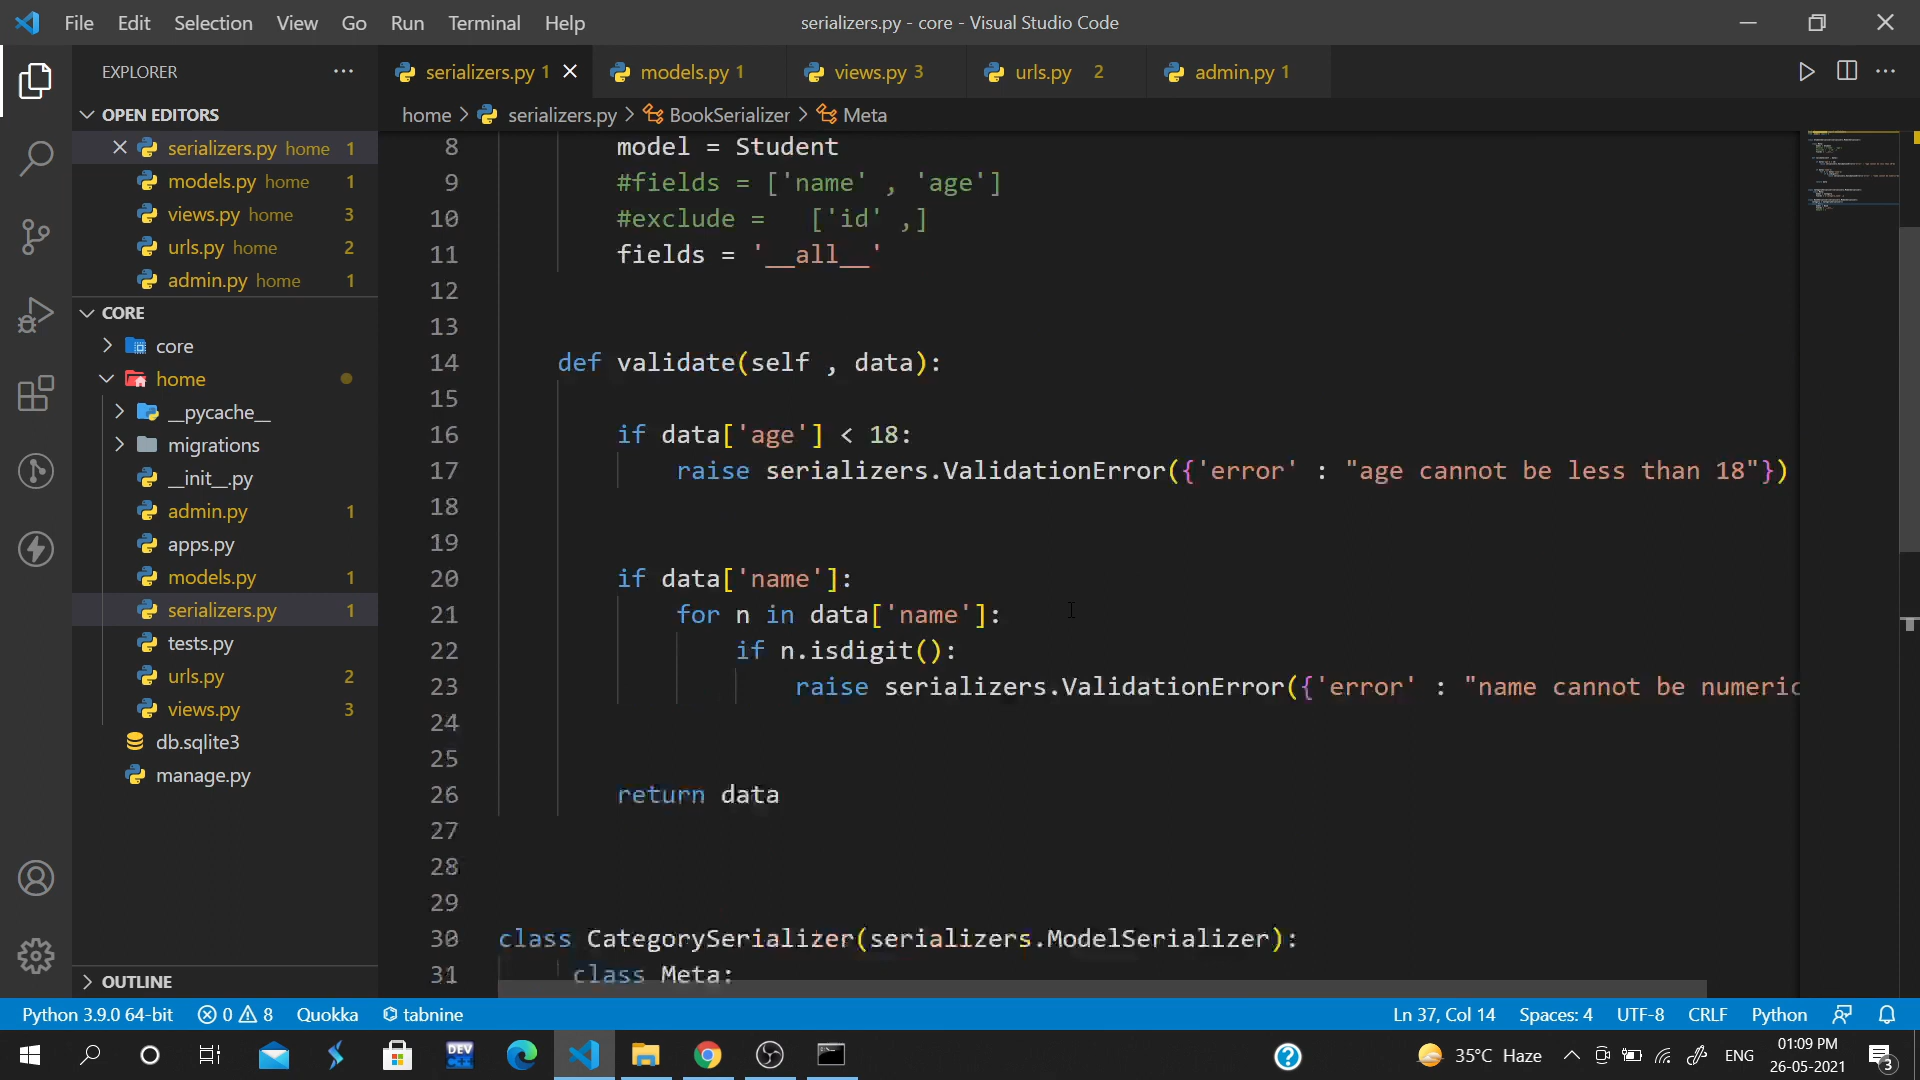 File Edit Selection View Go Run Terminal Help
serializers.py - core - Visual Studio Code
EXPLORER
serializers.py 1
models.py 1
views.py 3
urls.py 2
admin.py 1
OPEN EDITORS
serializers.py home 1
models.py home 1
views.py home 3
urls.py home 2
admin.py home 1
CORE
core
home
__pycache__
migrations
__init__.py
admin.py 1
apps.py
models.py 1
serializers.py 1
tests.py
urls.py 2
views.py 3
db.sqlite3
manage.py
OUTLINE
home > serializers.py > BookSerializer > Meta
8 model = Student
9 #fields = ['name' , 'age']
10 #exclude = ['id' ,]
11 fields = '__all__'
12
13
14 def validate(self , data):
15
16 if data['age'] < 18:
17 raise serializers.ValidationError({'error' : "age cannot be less than 18"})
18
19
20 if data['name']:
21 for n in data['name']:
22 if n.isdigit():
23 raise serializers.ValidationError({'error' : "name cannot be numeric
24
25
26 return data
27
28
29
30 class CategorySerializer(serializers.ModelSerializer):
31 class Meta:
Python 3.9.0 64-bit 0 8 Quokka tabnine
Ln 37, Col 14 Spaces: 4 UTF-8 CRLF Python
DEV C++
35°C Haze
ENG
01:09 PM
26-05-2021
3